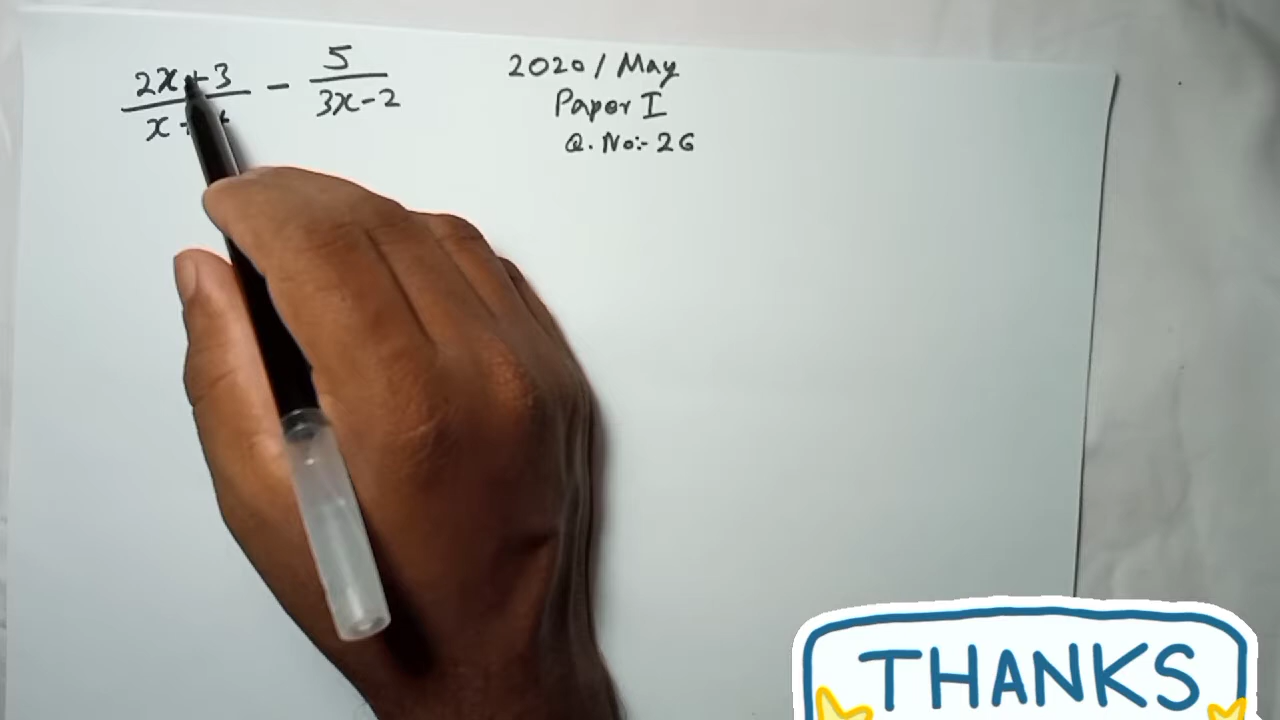 2x+3 / x+ - 5 / 3x-2
2020 / May
Paper I
Q. No:- 26
THANKS